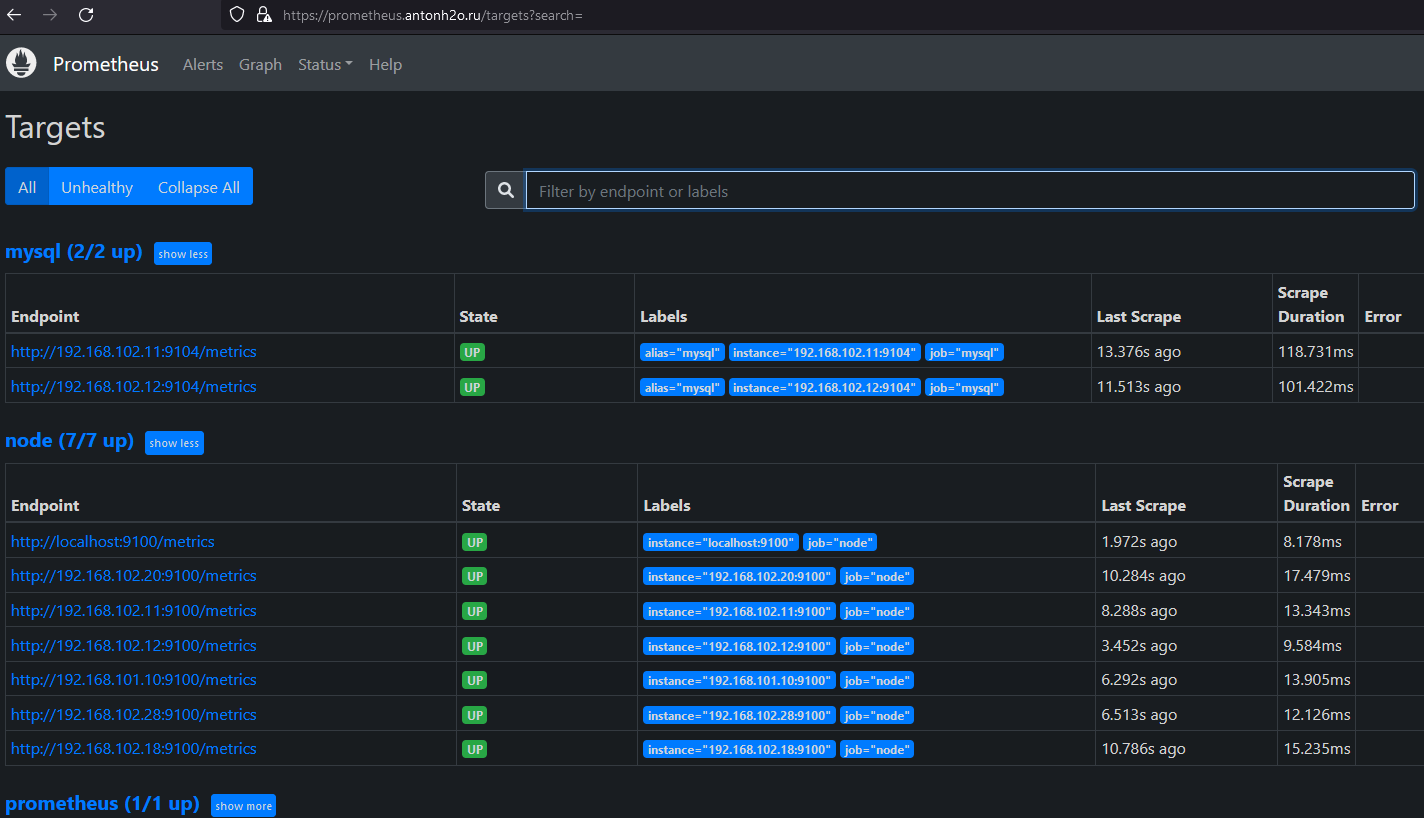 https://prometheus.antonh2o.ru/targets?search=
Prometheus Alerts Graph Status Help
Targets
All Unhealthy Collapse All Filter by endpoint or labels
mysql (2/2 up) show less
Endpoint State Labels Last Scrape Scrape Duration Error
http://192.168.102.11:9104/metrics UP alias="mysql" instance="192.168.102.11:9104" job="mysql" 13.376s ago 118.731ms
http://192.168.102.12:9104/metrics UP alias="mysql" instance="192.168.102.12:9104" job="mysql" 11.513s ago 101.422ms
node (7/7 up) show less
Endpoint State Labels Last Scrape Scrape Duration Error
http://localhost:9100/metrics UP instance="localhost:9100" job="node" 1.972s ago 8.178ms
http://192.168.102.20:9100/metrics UP instance="192.168.102.20:9100" job="node" 10.284s ago 17.479ms
http://192.168.102.11:9100/metrics UP instance="192.168.102.11:9100" job="node" 8.288s ago 13.343ms
http://192.168.102.12:9100/metrics UP instance="192.168.102.12:9100" job="node" 3.452s ago 9.584ms
http://192.168.101.10:9100/metrics UP instance="192.168.101.10:9100" job="node" 6.292s ago 13.905ms
http://192.168.102.28:9100/metrics UP instance="192.168.102.28:9100" job="node" 6.513s ago 12.126ms
http://192.168.102.18:9100/metrics UP instance="192.168.102.18:9100" job="node" 10.786s ago 15.235ms
prometheus (1/1 up) show more